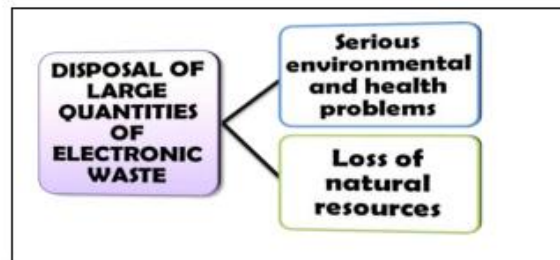 DISPOSAL OF
LARGE
QUANTITIES
OF
ELECTRONIC
WASTE
Serious
environmental
and health
problems
Loss of
natural
resources